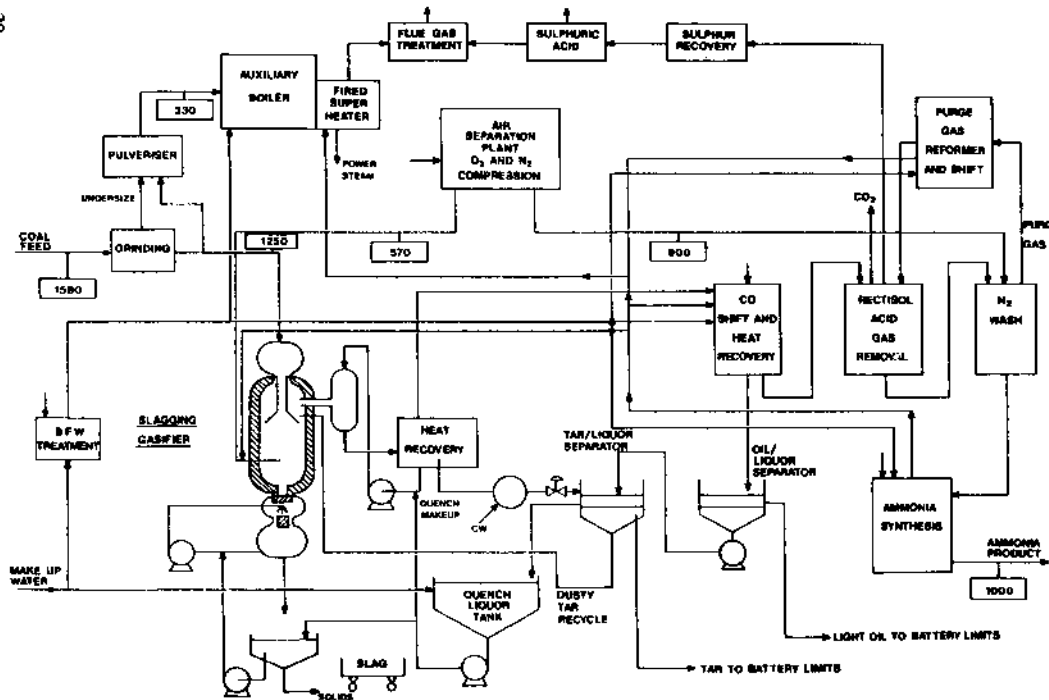 FLUE GAS
TREATMENT
SULPHURIC
ACID
SULPHUR
RECOVERY
AUXILIARY
BOILER
FIRED
SUPER
HEATER
330
PULVERISER
AIR
SEPARATION
PLANT
O2 AND N2
COMPRESSION
PURGE
GAS
REFORMER
AND SHIFT
POWER
STEAM
UNDERSIZE
CO2
COAL
FEED
GRINDING
1250
570
900
GAS
1580
CO
SHIFT AND
HEAT
RECOVERY
RECTISOL
ACID
GAS
REMOVAL
N2
WASH
BFW
TREATMENT
SLAGGING
GASIFIER
HEAT
RECOVERY
TAR/LIQUOR
SEPARATOR
OIL/
LIQUOR
SEPARATOR
QUENCH
MAKEUP
CW
AMMONIA
SYNTHESIS
AMMONIA
PRODUCT
1000
MAKE UP
WATER
QUENCH
LIQUOR
TANK
DUSTY
TAR
RECYCLE
LIGHT OIL TO BATTERY LIMITS
SLAG
TAR TO BATTERY LIMITS
SOLIDS